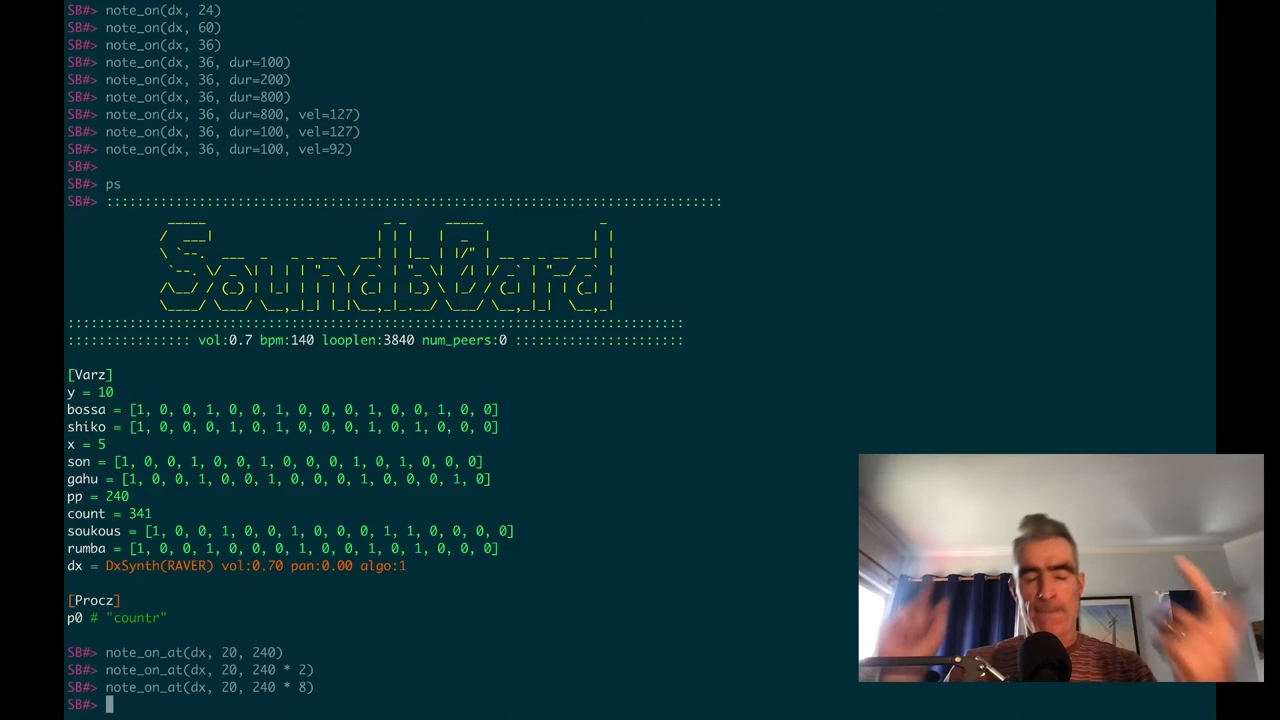 SB#> note_on(dx, 24)
SB#> note_on(dx, 60)
SB#> note_on(dx, 36)
SB#> note_on(dx, 36, dur=100)
SB#> note_on(dx, 36, dur=200)
SB#> note_on(dx, 36, dur=800)
SB#> note_on(dx, 36, dur=800, vel=127)
SB#> note_on(dx, 36, dur=100, vel=127)
SB#> note_on(dx, 36, dur=100, vel=92)
SB#>
SB#> ps
SB#> ::::::::::::::::::::::::::::::::::::::::::::::::::::::::::::::::::::::::::::::::
Soundb0ard
::::::::::::::::::::::::::::::::::::::::::::::::::::::::::::::::::::::::::::::::
:::::::::::::::: vol:0.7 bpm:140 looplen:3840 num_peers:0 ::::::::::::::::::::::
[Varz]
y = 10
bossa = [1, 0, 0, 1, 0, 0, 1, 0, 0, 0, 1, 0, 0, 1, 0, 0]
shiko = [1, 0, 0, 0, 1, 0, 1, 0, 0, 0, 1, 0, 1, 0, 0, 0]
x = 5
son = [1, 0, 0, 1, 0, 0, 1, 0, 0, 0, 1, 0, 1, 0, 0, 0]
gahu = [1, 0, 0, 1, 0, 0, 1, 0, 0, 0, 1, 0, 0, 0, 1, 0]
pp = 240
count = 341
soukous = [1, 0, 0, 1, 0, 0, 1, 0, 0, 0, 1, 1, 0, 0, 0, 0]
rumba = [1, 0, 0, 1, 0, 0, 0, 1, 0, 0, 1, 0, 1, 0, 0, 0]
dx = DxSynth(RAVER) vol:0.70 pan:0.00 algo:1
[Procz]
p0 # "countr"
SB#> note_on_at(dx, 20, 240)
SB#> note_on_at(dx, 20, 240 * 2)
SB#> note_on_at(dx, 20, 240 * 8)
SB#>